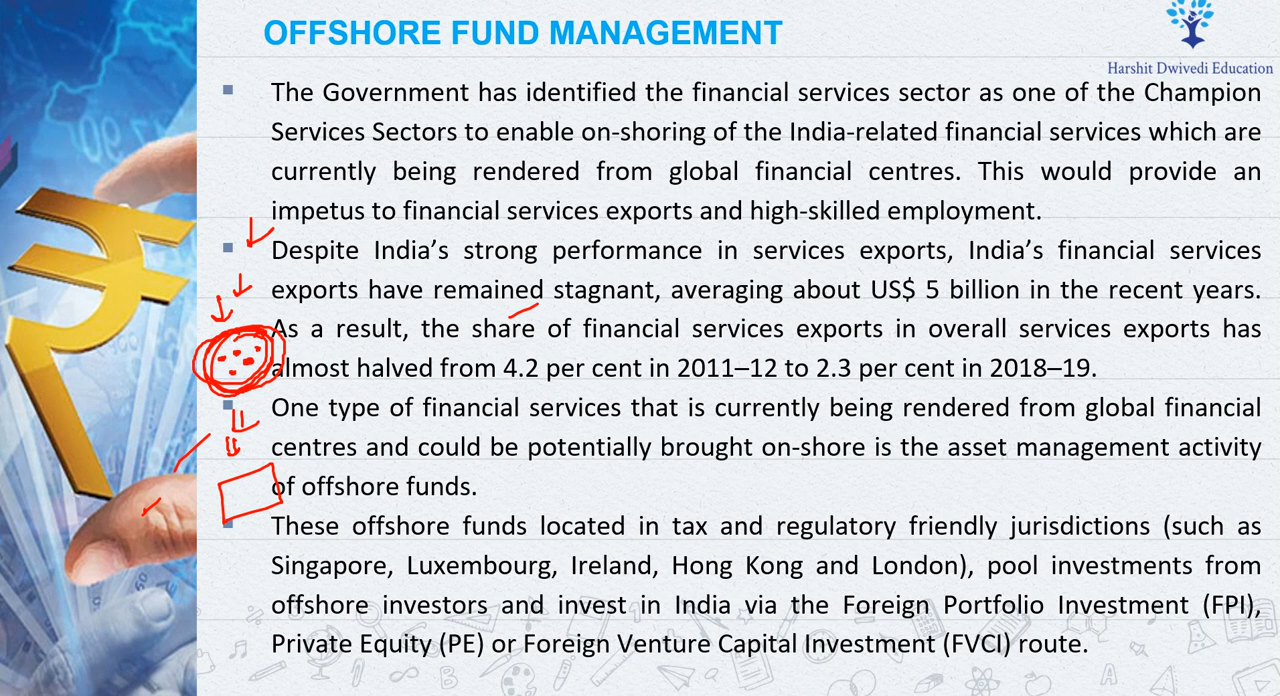 OFFSHORE FUND MANAGEMENT
Harshit Dwivedi Education
The Government has identified the financial services sector as one of the Champion
Services Sectors to enable on-shoring of the India-related financial services which are
currently being rendered from global financial centres. This would provide an
impetus to financial services exports and high-skilled employment.
Despite India’s strong performance in services exports, India’s financial services
exports have remained stagnant, averaging about US$ 5 billion in the recent years.
As a result, the share of financial services exports in overall services exports has
almost halved from 4.2 per cent in 2011–12 to 2.3 per cent in 2018–19.
One type of financial services that is currently being rendered from global financial
centres and could be potentially brought on-shore is the asset management activity
of offshore funds.
These offshore funds located in tax and regulatory friendly jurisdictions (such as
Singapore, Luxembourg, Ireland, Hong Kong and London), pool investments from
offshore investors and invest in India via the Foreign Portfolio Investment (FPI),
Private Equity (PE) or Foreign Venture Capital Investment (FVCI) route.